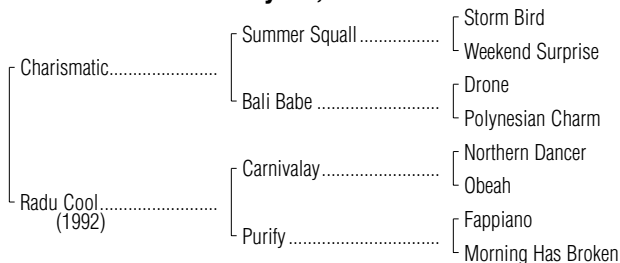 Storm Bird
Summer Squall
Weekend Surprise
Charismatic
Drone
Bali Babe
Polynesian Charm
Northern Dancer
Carnivalay
Obeah
Radu Cool
(1992)
Fappiano
Purify
Morning Has Broken